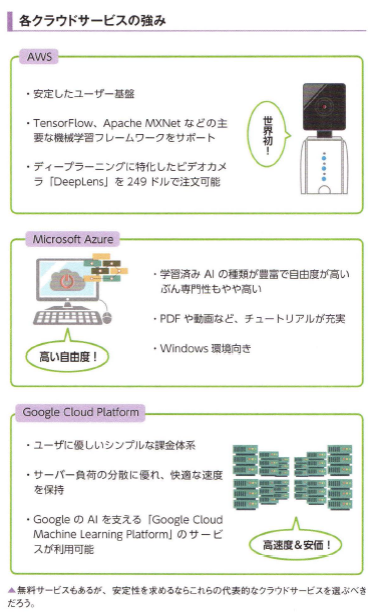 各クラウドサービスの強み
AWS
・安定したユーザー基盤
・TensorFlow、Apache MXNet などの主
要な機械学習フレームワークをサポート
・ディープラーニングに特化したビデオカメ
ラ「DeepLens」を 249 ドルで注文可能
世界初！
Microsoft Azure
・学習済み AI の種類が豊富で自由度が高い
ぶん専門性もやや高い
・PDF や動画など、チュートリアルが充実
・Windows 環境向き
高い自由度！
Google Cloud Platform
・ユーザに優しいシンプルな課金体系
・サーバー負荷の分散に優れ、快適な速度
を保持
・Google の AI を支える「Google Cloud
Machine Learning Platform」のサービ
スが利用可能
高速度＆安価！
▲無料サービスもあるが、安定性を求めるならこれらの代表的なクラウドサービスを選ぶべき
だろう。